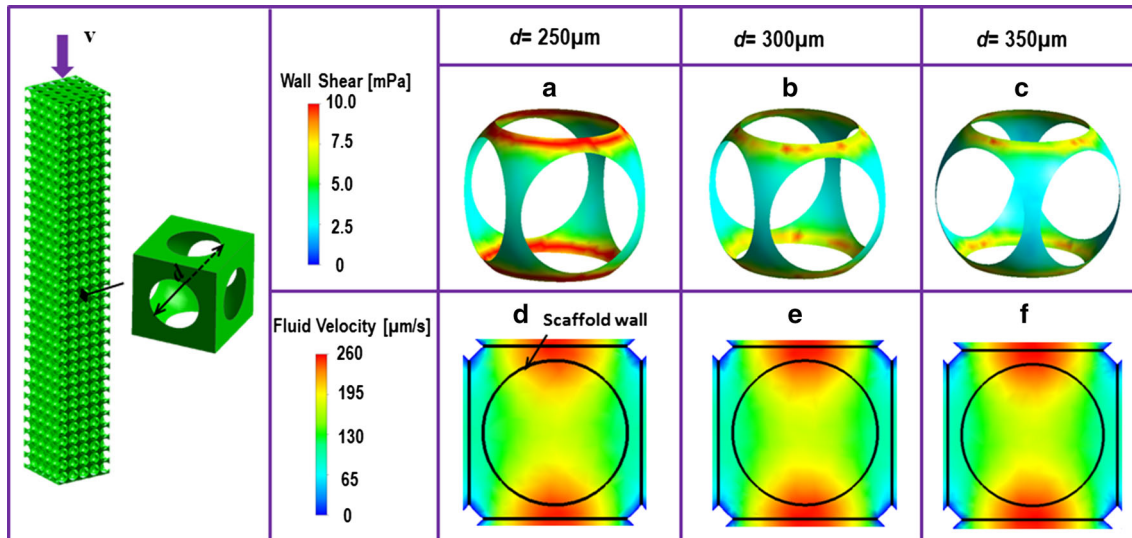 v
d
d= 250µm
d= 300µm
d= 350µm
Wall Shear [mPa]
10.0
7.5
5.0
2.5
0
a
b
c
Fluid Velocity [µm/s]
260
195
130
65
0
d
Scaffold wall
e
f